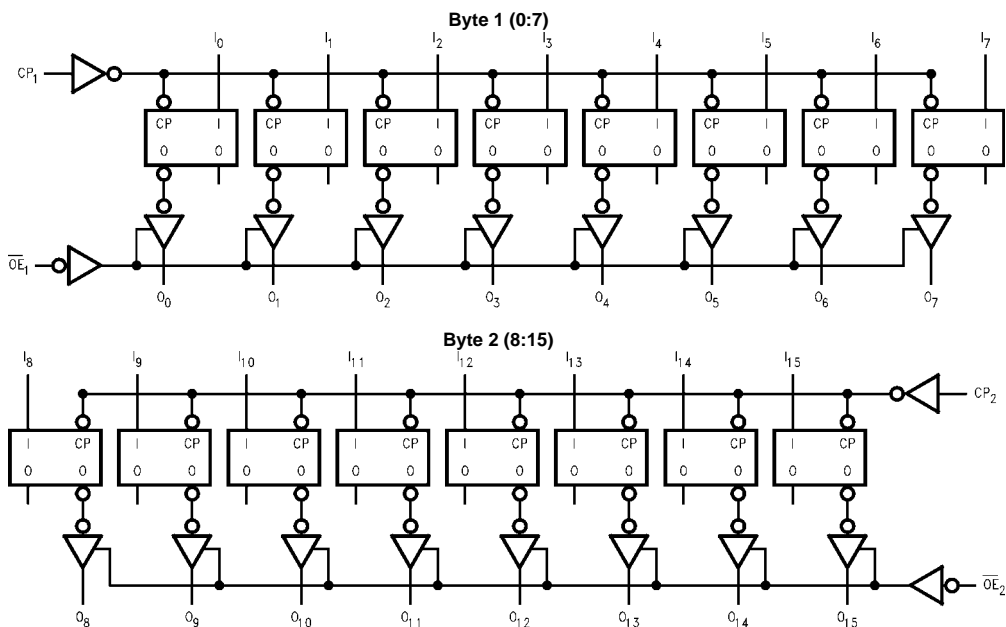 Byte 1 (0:7)
I₀ I₁ I₂ I₃ I₄ I₅ I₆ I₇
CP₁
CP I CP I CP I CP I CP I CP I CP I CP I
O O O O O O O O O O O O O O O O
O̅E̅₁
O₀ O₁ O₂ O₃ O₄ O₅ O₆ O₇
Byte 2 (8:15)
I₈ I₉ I₁₀ I₁₁ I₁₂ I₁₃ I₁₄ I₁₅
CP₂
I CP I CP I CP I CP I CP I CP I CP I CP
O O O O O O O O O O O O O O O O
O̅E̅₂
O₈ O₉ O₁₀ O₁₁ O₁₂ O₁₃ O₁₄ O₁₅